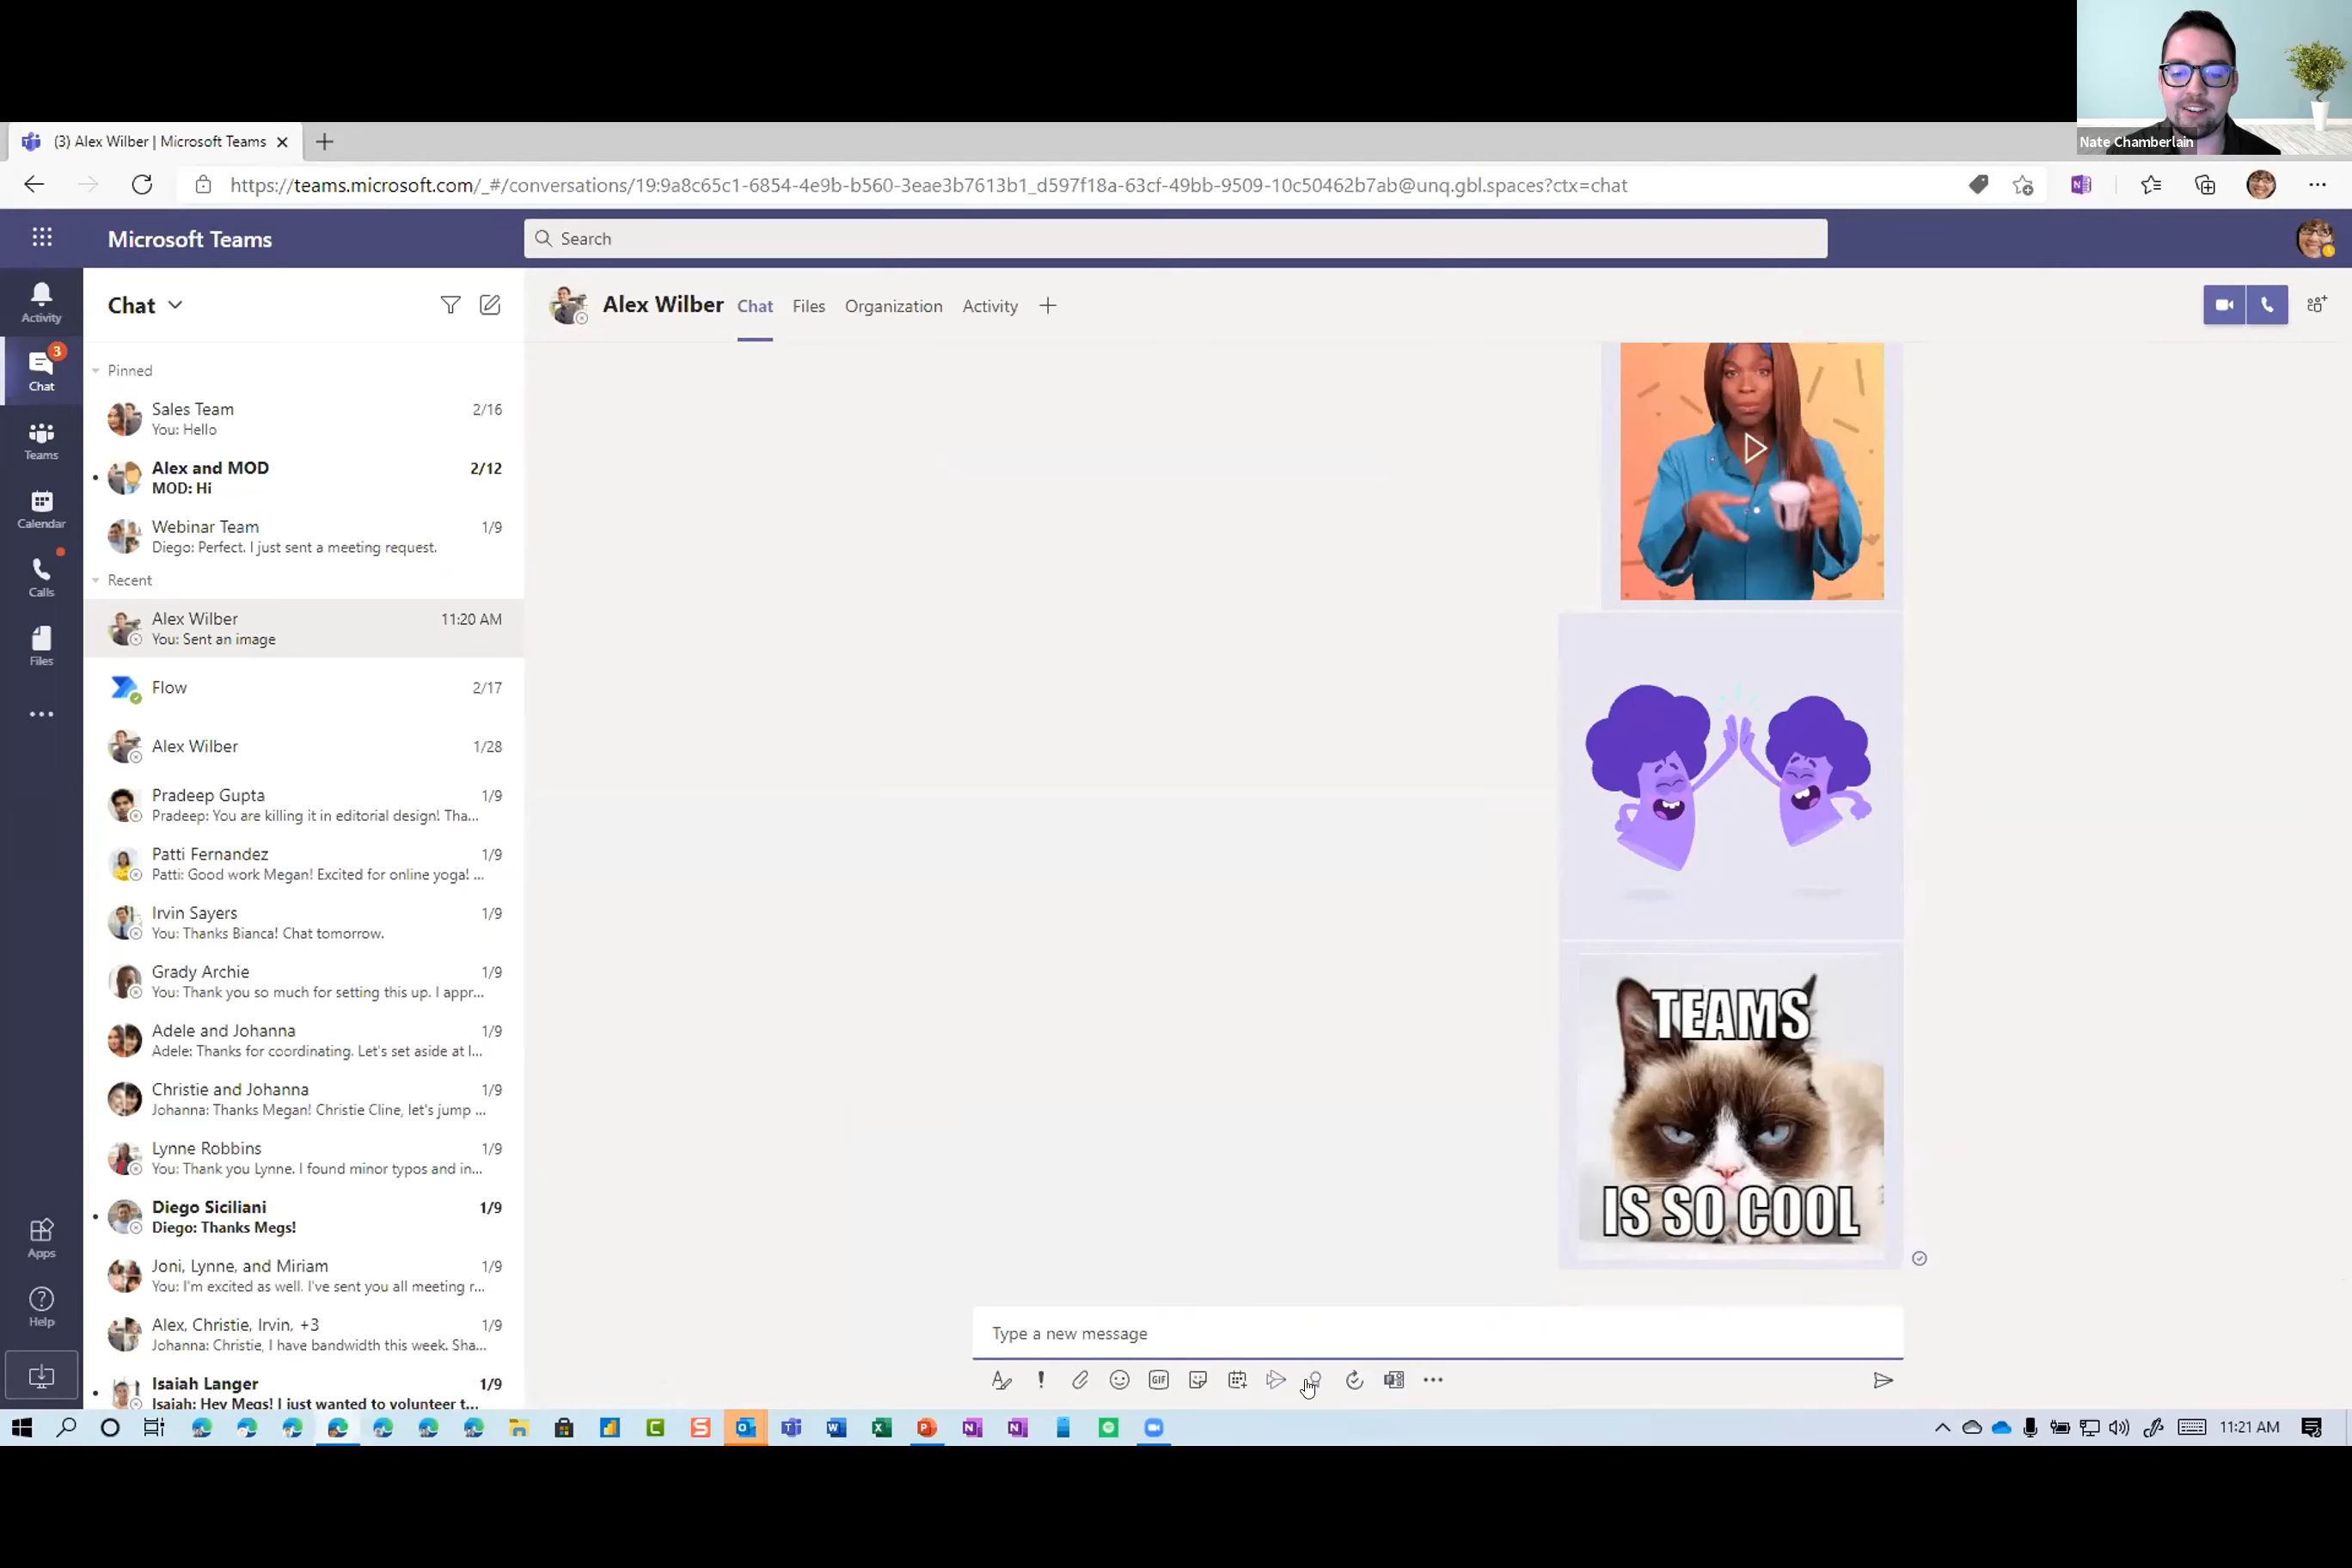 Nate Chamberlain
(3) Alex Wilber | Microsoft Teams
https://teams.microsoft.com/_#/conversations/19:9a8c65c1-6854-4e9b-b560-3eae3b7613b1_d597f18a-63cf-49bb-9509-10c50462b7ab@unq.gbl.spaces?ctx=chat
Microsoft Teams
Search
Activity
Chat
3
Teams
Calendar
Calls
Files
Apps
Help
Chat
Pinned
Sales Team 2/16
You: Hello
Alex and MOD 2/12
MOD: Hi
Webinar Team 1/9
Diego: Perfect. I just sent a meeting request.
Recent
Alex Wilber 11:20 AM
You: Sent an image
Flow 2/17
Alex Wilber 1/28
Pradeep Gupta 1/9
Pradeep: You are killing it in editorial design! Tha...
Patti Fernandez 1/9
Patti: Good work Megan! Excited for online yoga! ...
Irvin Sayers 1/9
You: Thanks Bianca! Chat tomorrow.
Grady Archie 1/9
You: Thank you so much for setting this up. I appr...
Adele and Johanna 1/9
Adele: Thanks for coordinating. Let's set aside at l...
Christie and Johanna 1/9
Johanna: Thanks Megan! Christie Cline, let's jump ...
Lynne Robbins 1/9
You: Thank you Lynne. I found minor typos and in...
Diego Siciliani 1/9
Diego: Thanks Megs!
Joni, Lynne, and Miriam 1/9
You: I'm excited as well. I've sent you all meeting r...
Alex, Christie, Irvin, +3 1/9
Johanna: Christie, I have bandwidth this week. Sha...
Isaiah Langer 1/9
Isaiah: Hey Megs! I just wanted to volunteer t...
Alex Wilber Chat Files Organization Activity
TEAMS
IS SO COOL
Type a new message
GIF
11:21 AM